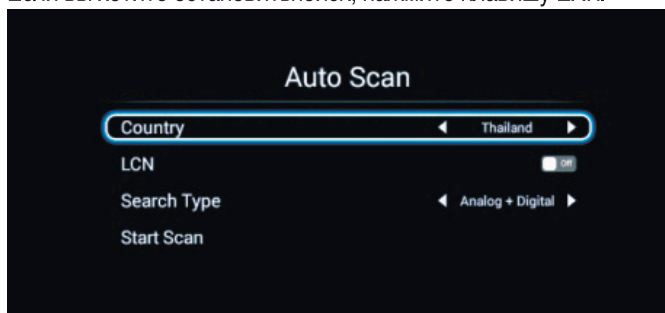 Auto Scan
Country Thailand
LCN Off
Search Type Analog + Digital
Start Scan